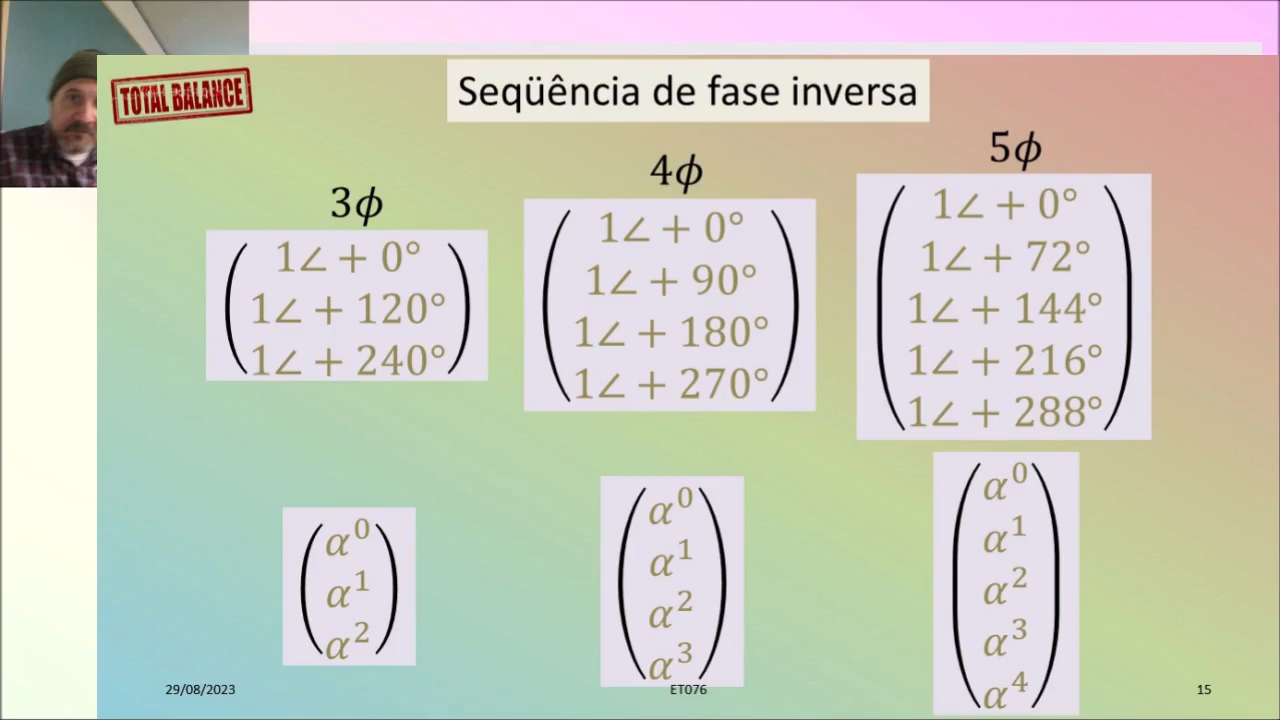 TOTAL BALANCE
Seqüência de fase inversa
3ϕ
1∠ + 0°
1∠ + 120°
1∠ + 240°
4ϕ
1∠ + 0°
1∠ + 90°
1∠ + 180°
1∠ + 270°
5ϕ
1∠ + 0°
1∠ + 72°
1∠ + 144°
1∠ + 216°
1∠ + 288°
α⁰
α¹
α²
α⁰
α¹
α²
α³
α⁰
α¹
α²
α³
α⁴
29/08/2023
ET076
15